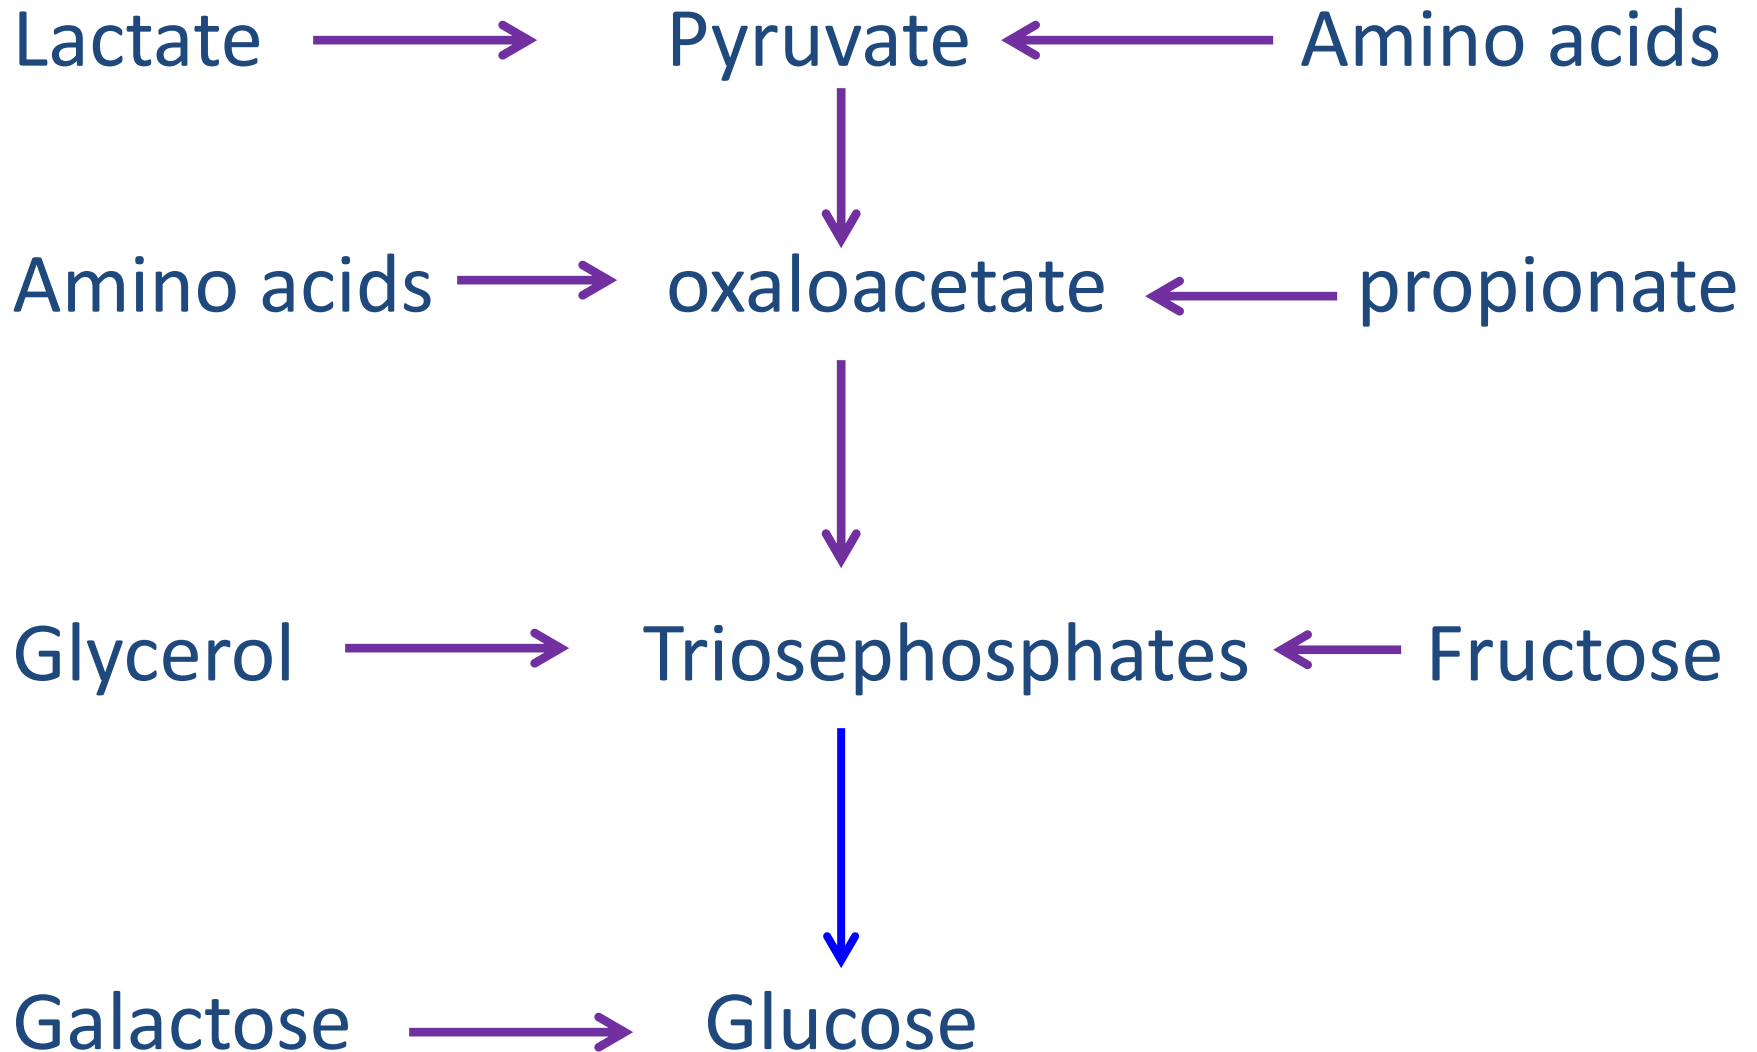 Lactate Pyruvate Amino acids
Amino acids oxaloacetate propionate
Glycerol Triosephosphates Fructose
Galactose Glucose